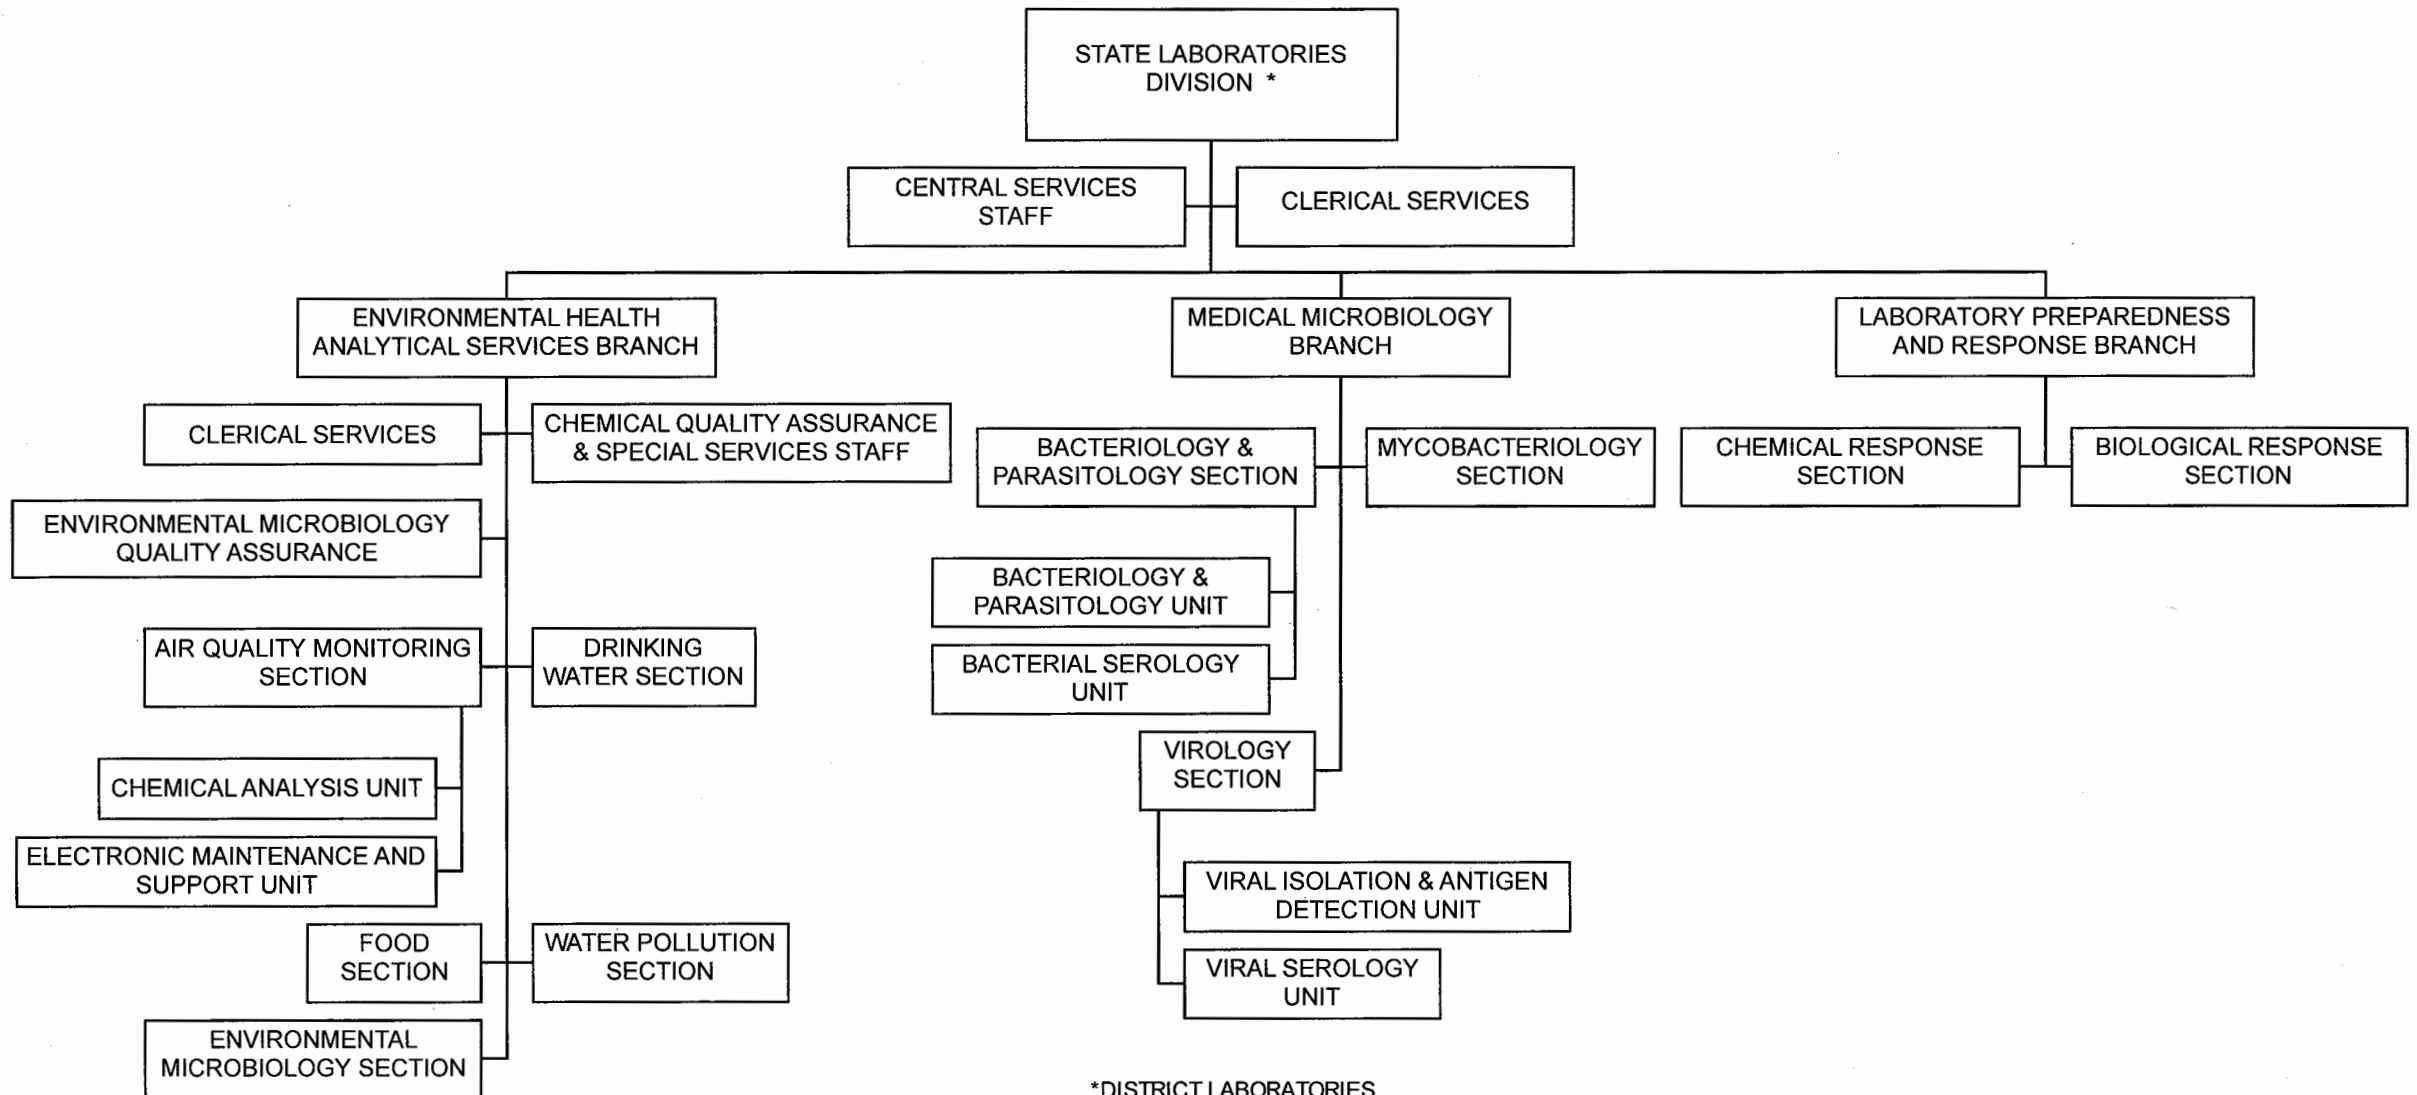 STATE LABORATORIES
DIVISION *
CENTRAL SERVICES
STAFF
CLERICAL SERVICES
ENVIRONMENTAL HEALTH
ANALYTICAL SERVICES BRANCH
MEDICAL MICROBIOLOGY
BRANCH
LABORATORY PREPAREDNESS
AND RESPONSE BRANCH
CLERICAL SERVICES
CHEMICAL QUALITY ASSURANCE
& SPECIAL SERVICES STAFF
ENVIRONMENTAL MICROBIOLOGY
QUALITY ASSURANCE
AIR QUALITY MONITORING
SECTION
DRINKING
WATER SECTION
CHEMICAL ANALYSIS UNIT
ELECTRONIC MAINTENANCE AND
SUPPORT UNIT
FOOD
SECTION
WATER POLLUTION
SECTION
ENVIRONMENTAL
MICROBIOLOGY SECTION
BACTERIOLOGY &
PARASITOLOGY SECTION
MYCOBACTERIOLOGY
SECTION
BACTERIOLOGY &
PARASITOLOGY UNIT
BACTERIAL SEROLOGY
UNIT
VIROLOGY
SECTION
VIRAL ISOLATION & ANTIGEN
DETECTION UNIT
VIRAL SEROLOGY
UNIT
CHEMICAL RESPONSE
SECTION
BIOLOGICAL RESPONSE
SECTION
*DISTRICT LABORATORIES